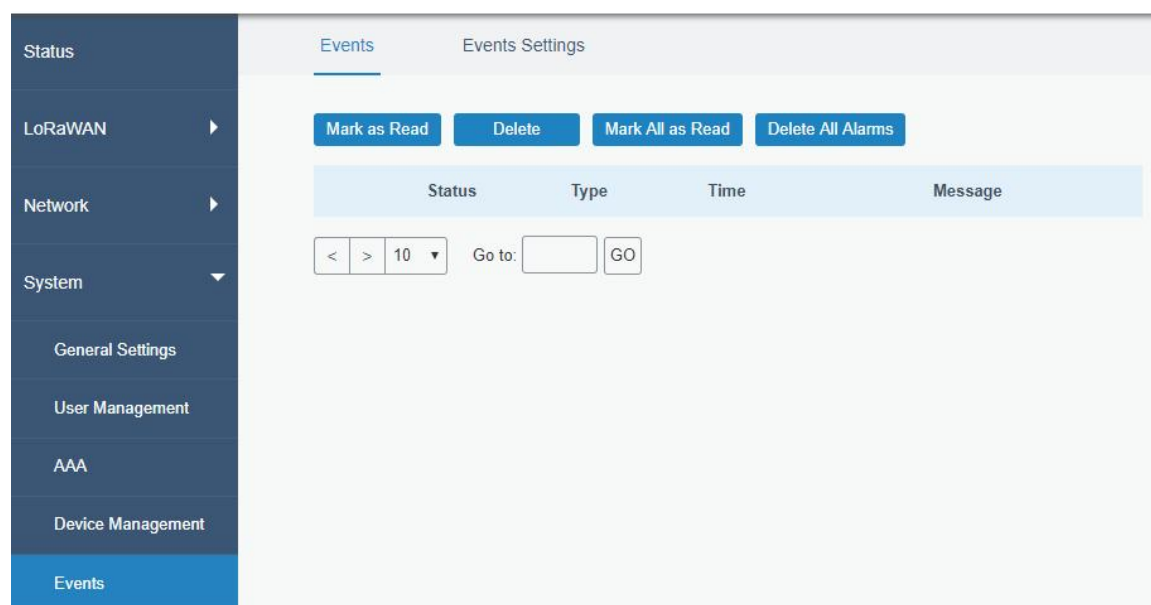 Status
LoRaWAN
Network
System
General Settings
User Management
AAA
Device Management
Events
Events Events Settings
Mark as Read Delete Mark All as Read Delete All Alarms
Status Type Time Message
< > 10 Go to: GO